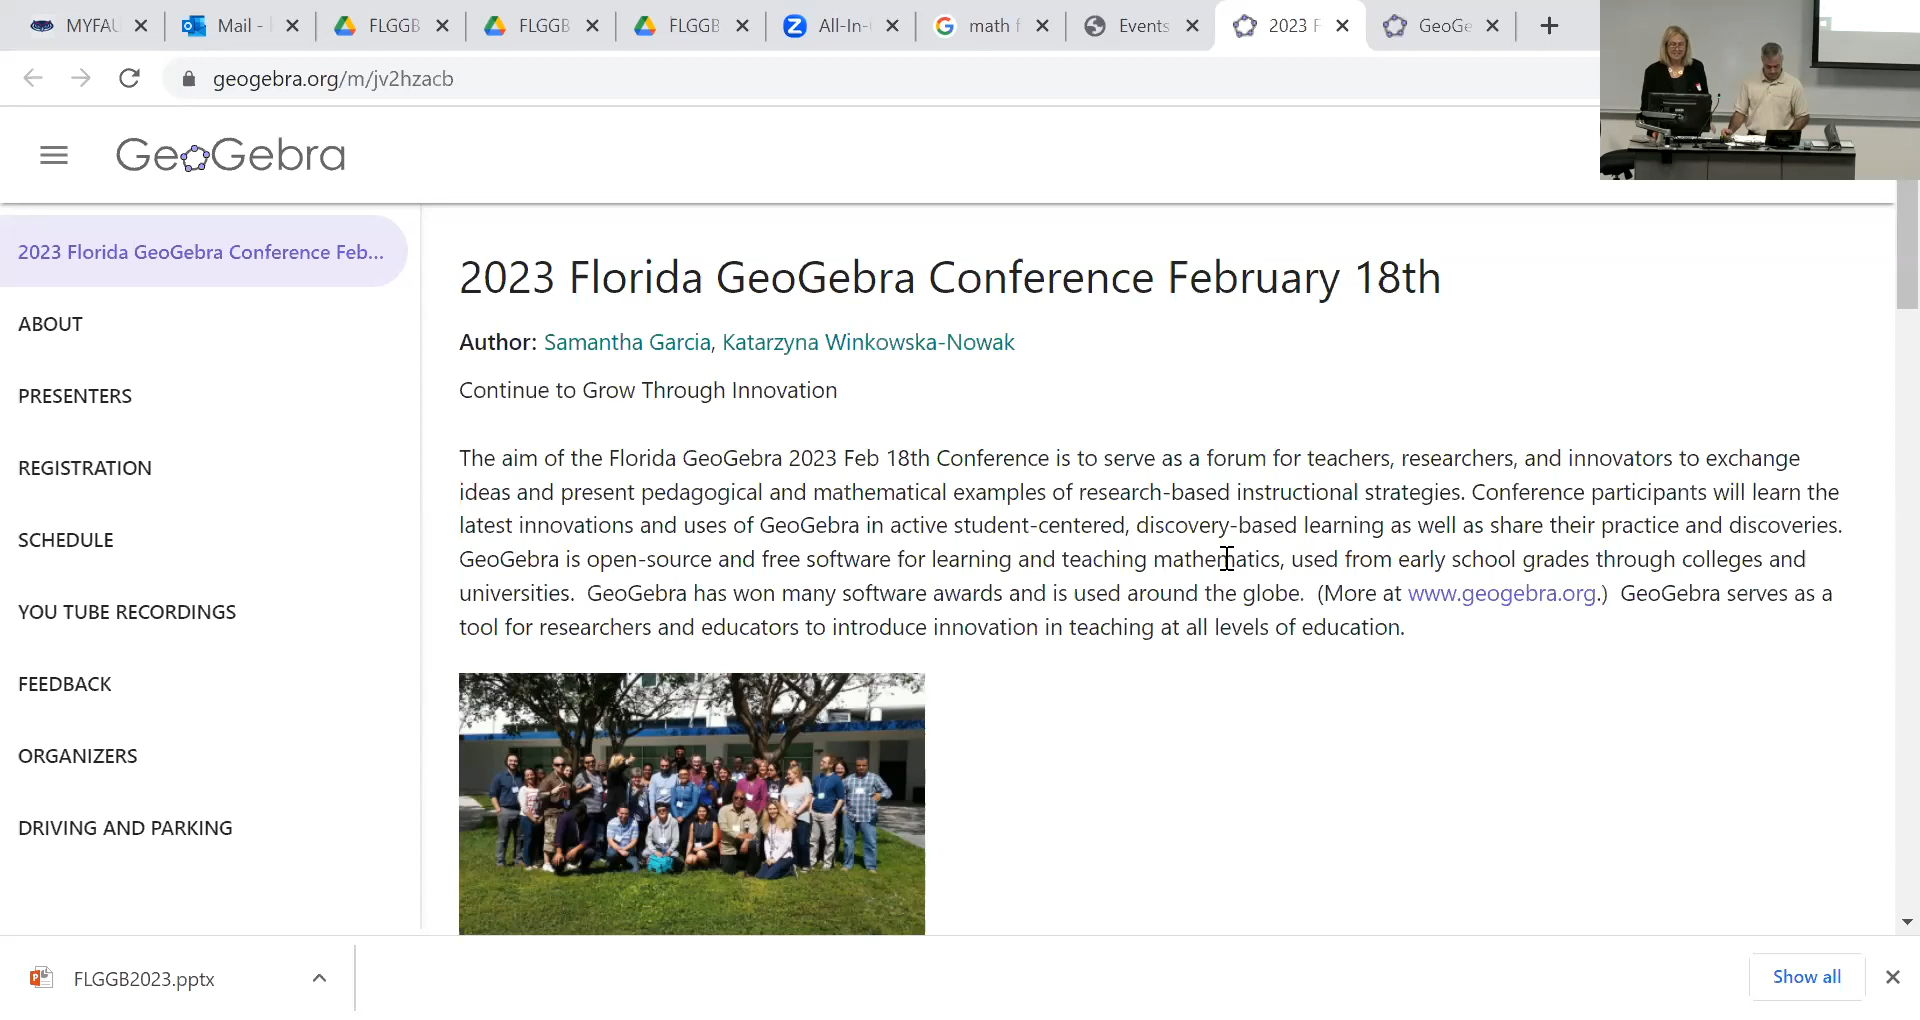 MYFAU
Mail -
FLGGB
FLGGB
FLGGB
All-In-
math f
Events
2023 F
GeoGe
geogebra.org/m/jv2hzacb
GeoGebra
2023 Florida GeoGebra Conference Feb...
ABOUT
PRESENTERS
REGISTRATION
SCHEDULE
YOU TUBE RECORDINGS
FEEDBACK
ORGANIZERS
DRIVING AND PARKING
2023 Florida GeoGebra Conference February 18th
Author: Samantha Garcia, Katarzyna Winkowska-Nowak
Continue to Grow Through Innovation
The aim of the Florida GeoGebra 2023 Feb 18th Conference is to serve as a forum for teachers, researchers, and innovators to exchange
ideas and present pedagogical and mathematical examples of research-based instructional strategies. Conference participants will learn the
latest innovations and uses of GeoGebra in active student-centered, discovery-based learning as well as share their practice and discoveries.
GeoGebra is open-source and free software for learning and teaching mathematics, used from early school grades through colleges and
universities.  GeoGebra has won many software awards and is used around the globe.  (More at www.geogebra.org.)  GeoGebra serves as a
tool for researchers and educators to introduce innovation in teaching at all levels of education.
FLGGB2023.pptx
Show all